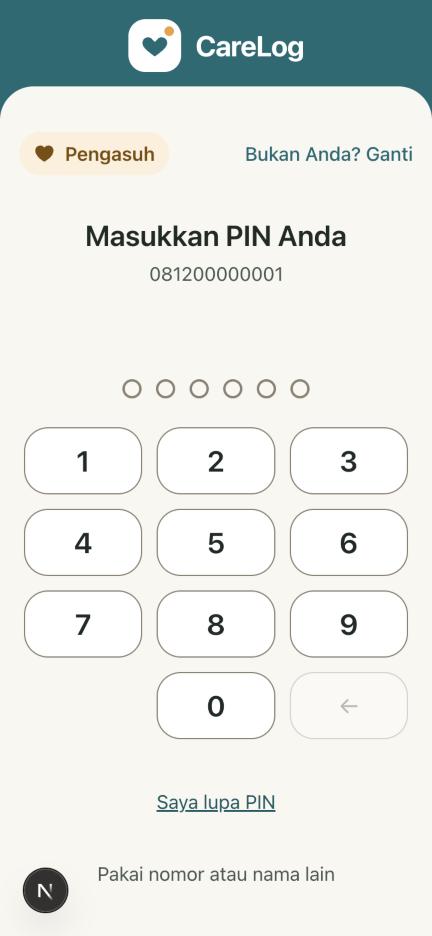 CareLog
Pengasuh
Bukan Anda? Ganti
Masukkan PIN Anda
081200000001
1 2 3
4 5 6
7 8 9
0 ←
Saya lupa PIN
Pakai nomor atau nama lain
N